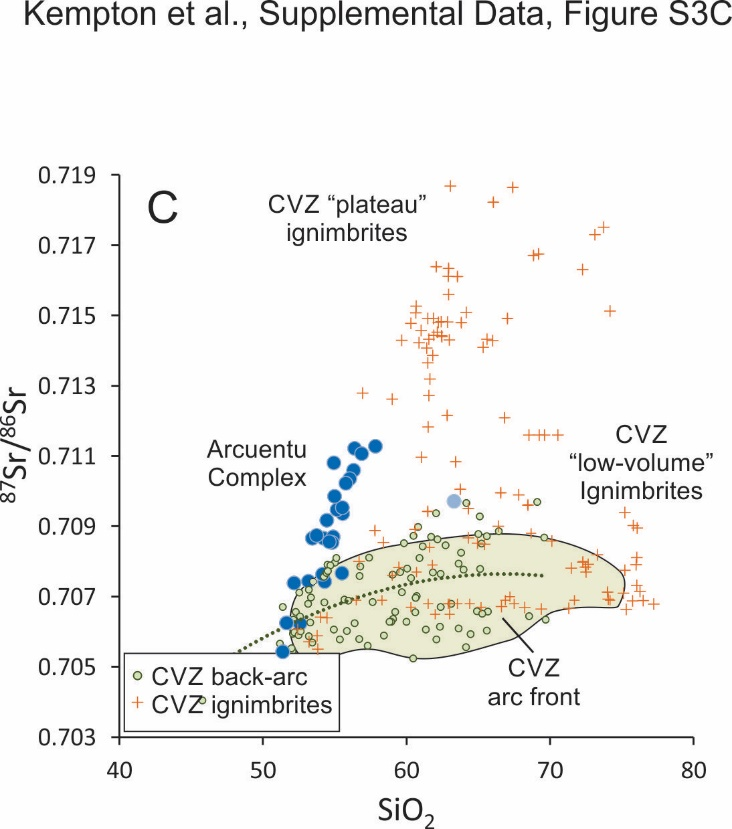 Kempton et al., Supplemental Data, Figure S3C
C
CVZ “plateau”
ignimbrites
Arcuentu
Complex
CVZ
“low-volume”
Ignimbrites
CVZ
arc front
CVZ back-arc
CVZ ignimbrites
87Sr/86Sr
0.719
0.717
0.715
0.713
0.711
0.709
0.707
0.705
0.703
40 50 60 70 80
SiO2